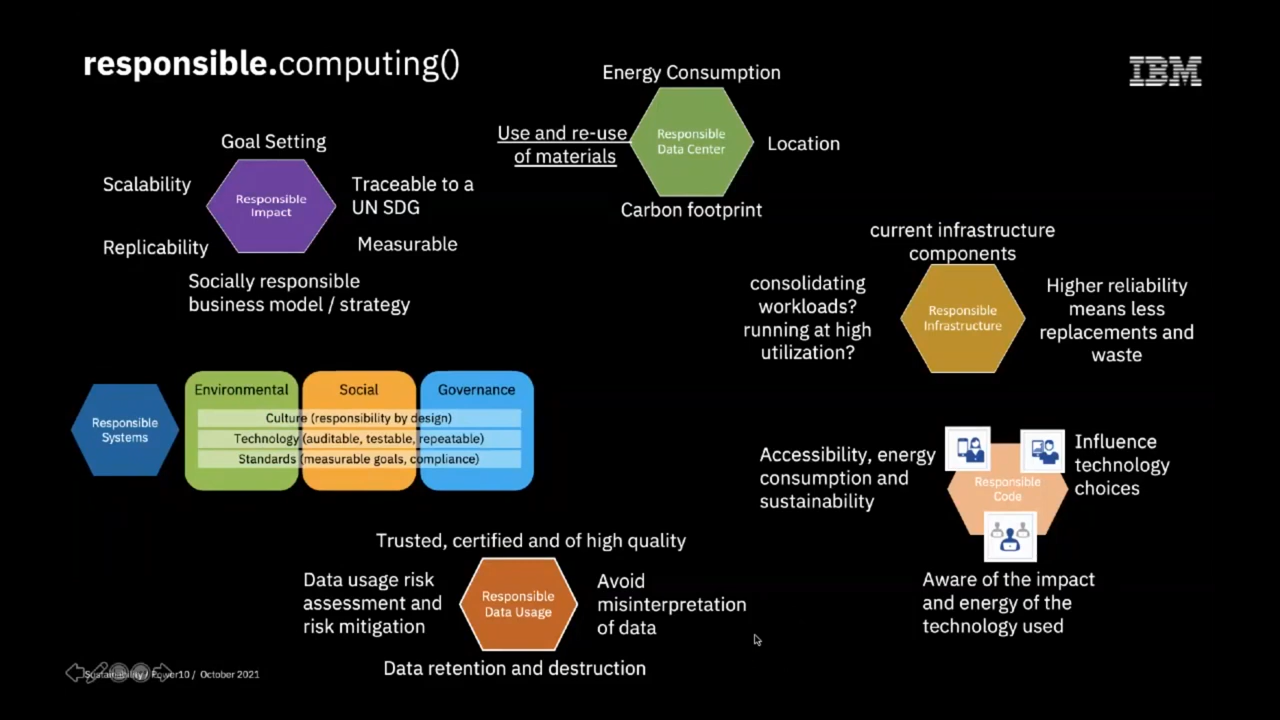 responsible.computing()
IBM
Energy Consumption
Use and re-use
of materials
Responsible
Data Center
Location
Carbon footprint
Goal Setting
Scalability
Responsible
Impact
Traceable to a
UN SDG
Replicability
Measurable
Socially responsible
business model / strategy
current infrastructure
components
consolidating
workloads?
running at high
utilization?
Responsible
Infrastructure
Higher reliability
means less
replacements and
waste
Responsible
Systems
Environmental
Social
Governance
Culture (responsibility by design)
Technology (auditable, testable, repeatable)
Standards (measurable goals, compliance)
Accessibility, energy
consumption and
sustainability
Responsible
Code
Influence
technology
choices
Aware of the impact
and energy of the
technology used
Trusted, certified and of high quality
Data usage risk
assessment and
risk mitigation
Responsible
Data Usage
Avoid
misinterpretation
of data
Data retention and destruction
Sustainability / Power10 / October 2021